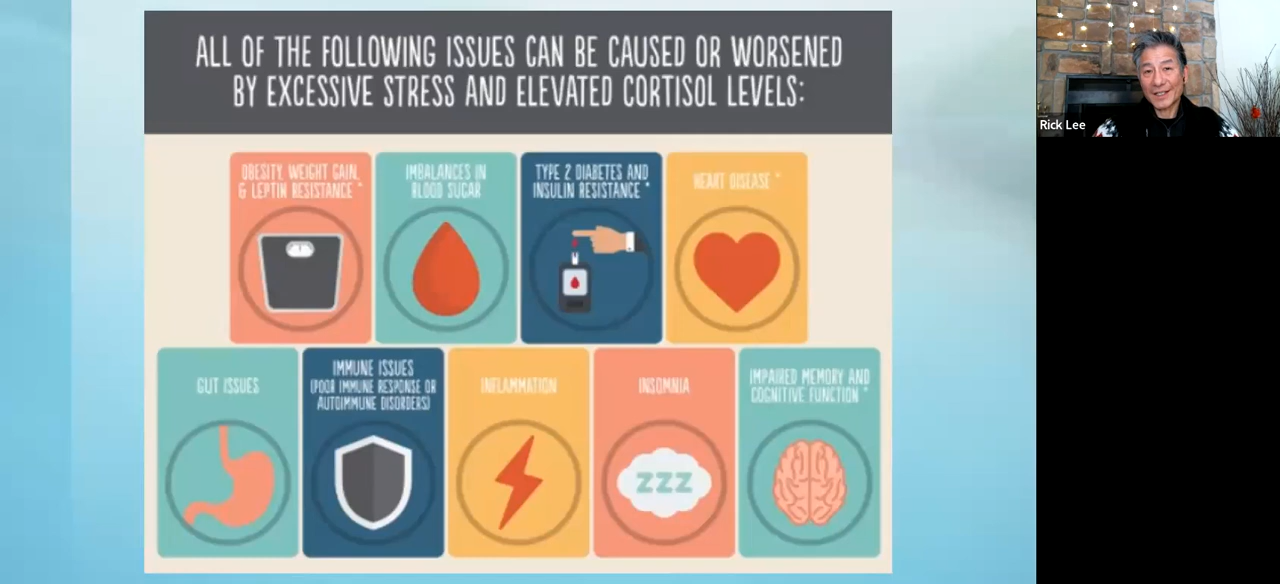 ALL OF THE FOLLOWING ISSUES CAN BE CAUSED OR WORSENED
BY EXCESSIVE STRESS AND ELEVATED CORTISOL LEVELS:
OBESITY, WEIGHT GAIN,
& LEPTIN RESISTANCE *
IMBALANCES IN
BLOOD SUGAR
TYPE 2 DIABETES AND
INSULIN RESISTANCE *
HEART DISEASE *
GUT ISSUES
IMMUNE ISSUES
(POOR IMMUNE RESPONSE OR
AUTOIMMUNE DISORDERS)
INFLAMMATION
INSOMNIA
ZZZ
IMPAIRED MEMORY AND
COGNITIVE FUNCTION *
Rick Lee